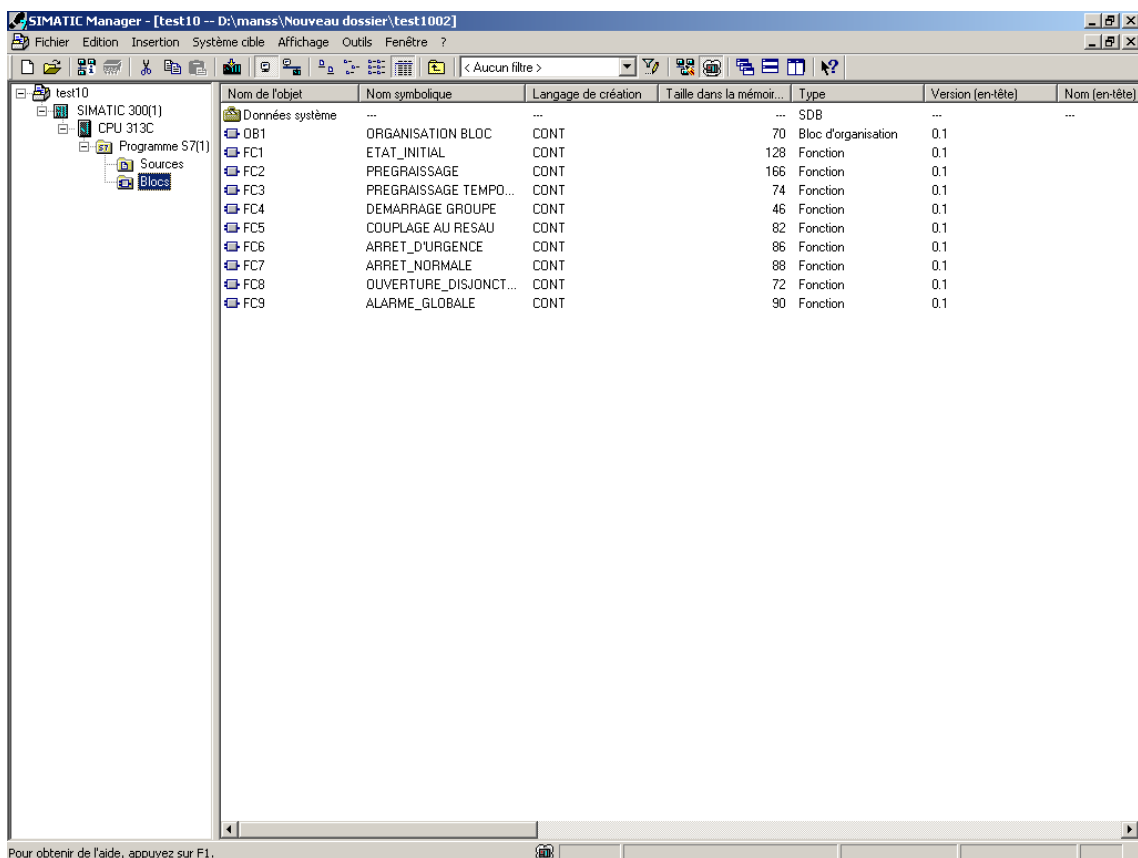 SIMATIC Manager - [test10 -- D:\manss\Nouveau dossier\test1002]
Fichier Edition Insertion Système cible Affichage Outils Fenêtre ?
< Aucun filtre >
test10
SIMATIC 300(1)
CPU 313C
Programme S7(1)
Sources
Blocs
Nom de l'objet Nom symbolique Langage de création Taille dans la mémoir... Type Version (en-tête) Nom (en-tête)
Données système --- --- --- SDB --- ---
OB1 ORGANISATION BLOC CONT 70 Bloc d'organisation 0.1
FC1 ETAT_INITIAL CONT 128 Fonction 0.1
FC2 PREGRAISSAGE CONT 166 Fonction 0.1
FC3 PREGRAISSAGE TEMPO... CONT 74 Fonction 0.1
FC4 DEMARRAGE GROUPE CONT 46 Fonction 0.1
FC5 COUPLAGE AU RESAU CONT 82 Fonction 0.1
FC6 ARRET_D'URGENCE CONT 86 Fonction 0.1
FC7 ARRET_NORMALE CONT 88 Fonction 0.1
FC8 OUVERTURE_DISJONCT... CONT 72 Fonction 0.1
FC9 ALARME_GLOBALE CONT 90 Fonction 0.1
Pour obtenir de l'aide, appuyez sur F1.